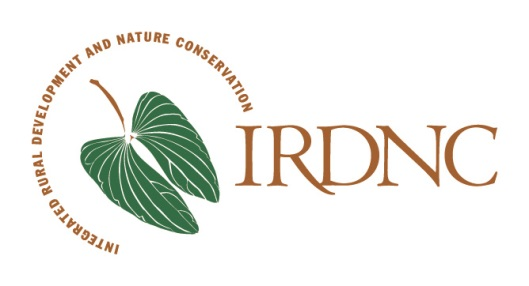 INTEGRATED RURAL DEVELOPMENT AND NATURE CONSERVATION
IRDNC